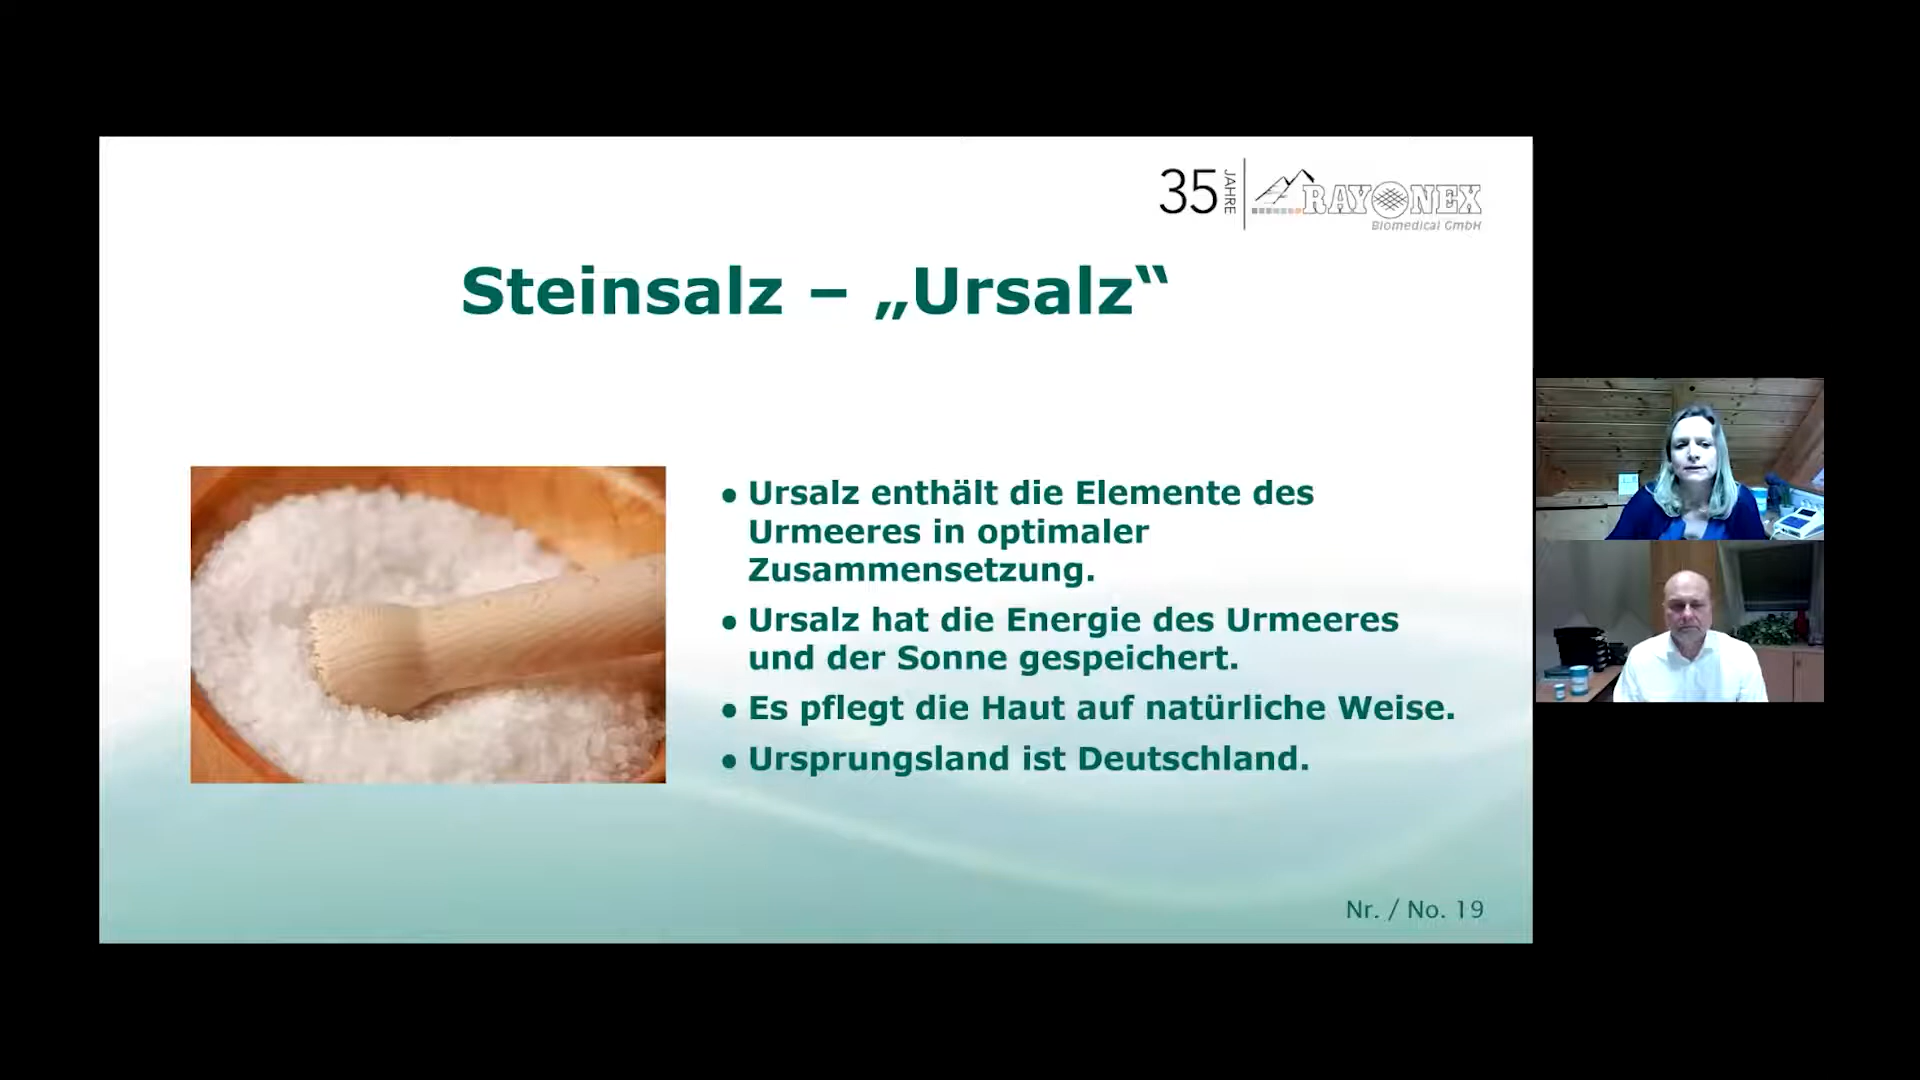 35 JAHRE
RAYONEX
Biomedical GmbH
Steinsalz – „Ursalz“
• Ursalz enthält die Elemente des
Urmeeres in optimaler
Zusammensetzung.
• Ursalz hat die Energie des Urmeeres
und der Sonne gespeichert.
• Es pflegt die Haut auf natürliche Weise.
• Ursprungsland ist Deutschland.
Nr. / No. 19